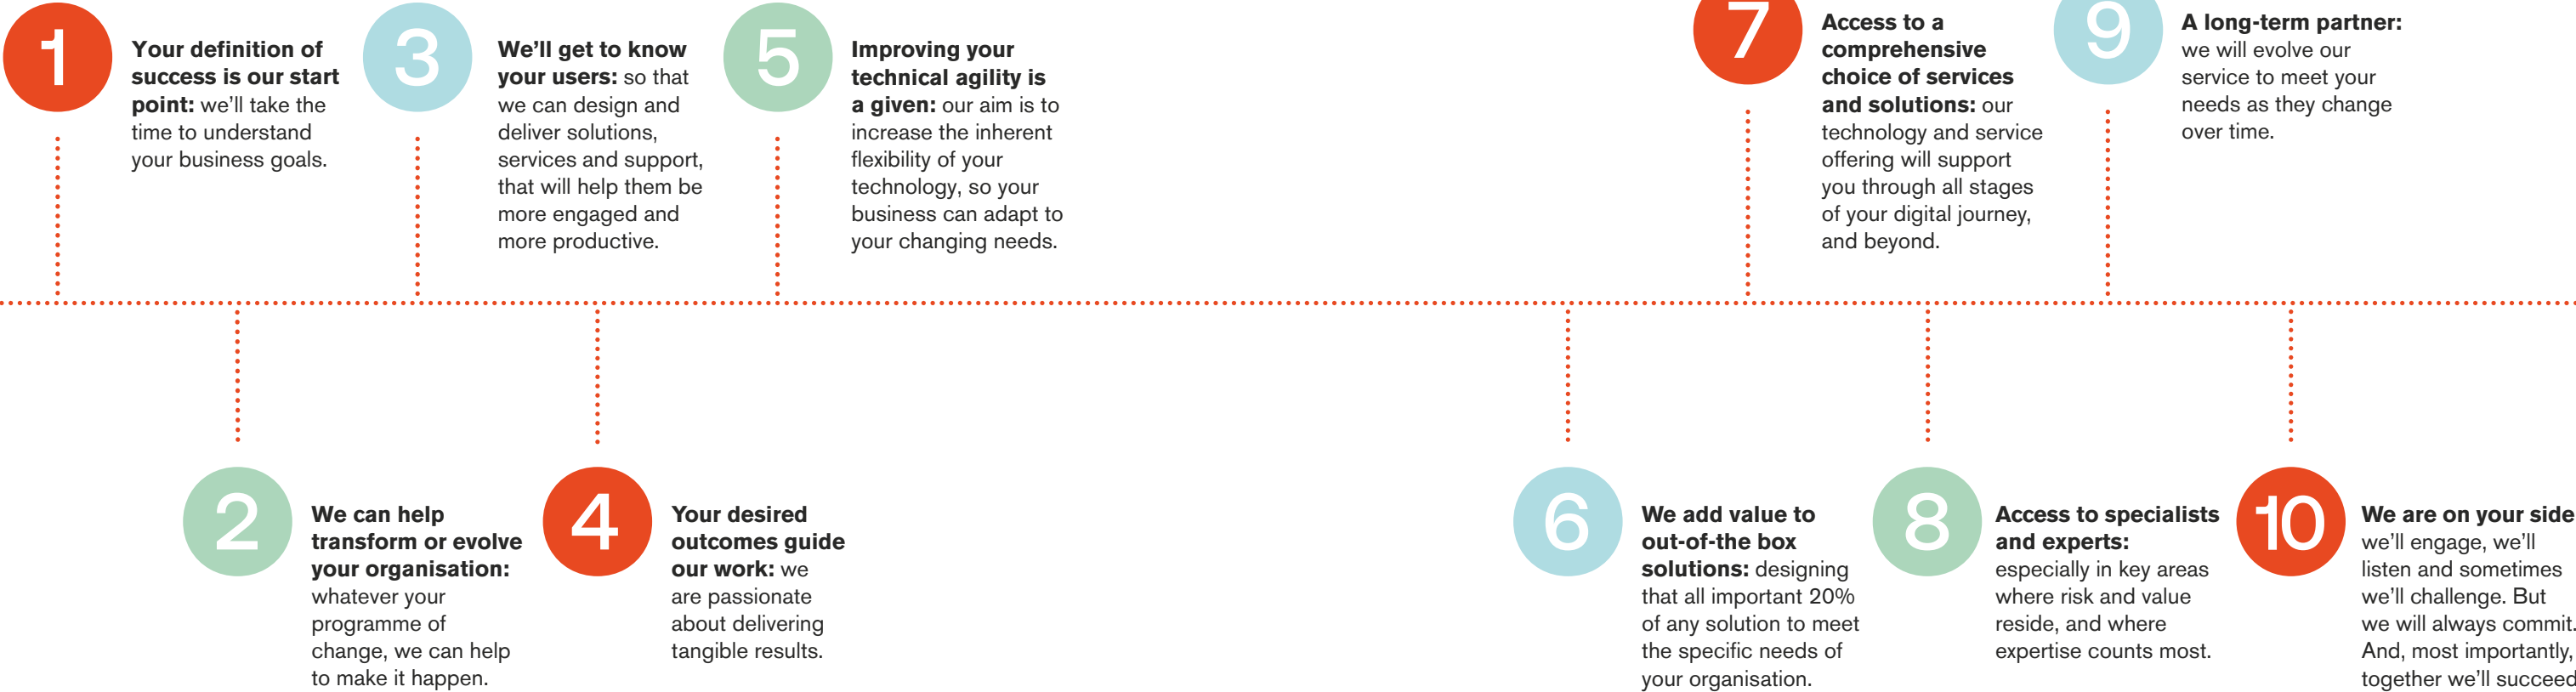 1
Your definition of
success is our start
point: we'll take the
time to understand
your business goals.
2
We can help
transform or evolve
your organisation:
whatever your
programme of
change, we can help
to make it happen.
3
We'll get to know
your users: so that
we can design and
deliver solutions,
services and support,
that will help them be
more engaged and
more productive.
4
Your desired
outcomes guide
our work: we
are passionate
about delivering
tangible results.
5
Improving your
technical agility is
a given: our aim is to
increase the inherent
flexibility of your
technology, so your
business can adapt to
your changing needs.
6
We add value to
out-of-the box
solutions: designing
that all important 20%
of any solution to meet
the specific needs of
your organisation.
7
Access to a
comprehensive
choice of services
and solutions: our
technology and service
offering will support
you through all stages
of your digital journey,
and beyond.
8
Access to specialists
and experts:
especially in key areas
where risk and value
reside, and where
expertise counts most.
9
A long-term partner:
we will evolve our
service to meet your
needs as they change
over time.
10
We are on your side
we'll engage, we'll
listen and sometimes
we'll challenge. But
we will always commit.
And, most importantly,
together we'll succeed